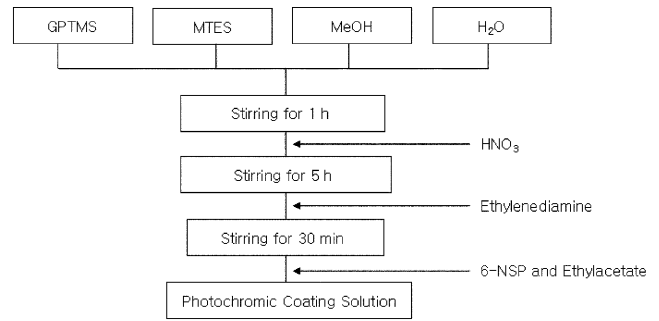 GPTMS
MTES
MeOH
H₂O
Stirring for 1 h
HNO₃
Stirring for 5 h
Ethylenediamine
Stirring for 30 min
6-NSP and Ethylacetate
Photochromic Coating Solution